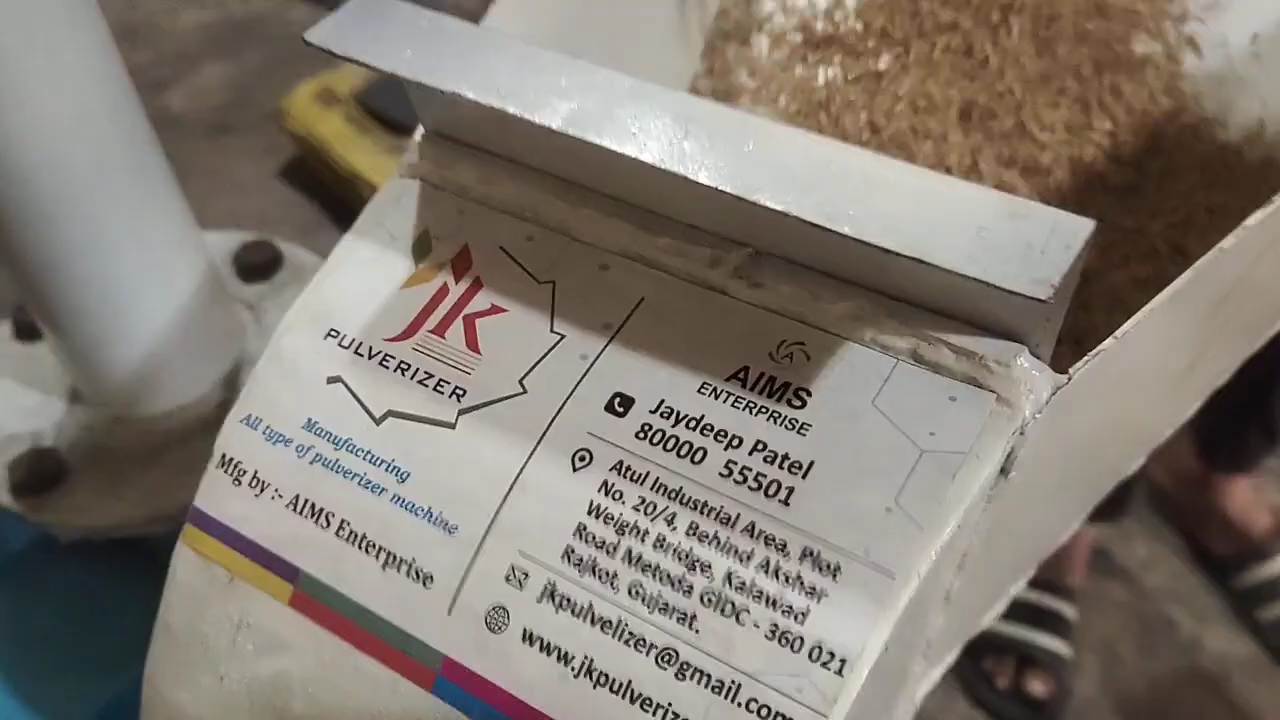 jk
PULVERIZER
Manufacturing
All type of pulverizer machine
Mfg by :- AIMS Enterprise
A
AIMS
ENTERPRISE
Jaydeep Patel
80000 55501
Atul Industrial Area, Plot
No. 20/4, Behind Akshar
Weight Bridge, Kalawad
Road Metoda GIDC - 360 021
Rajkot, Gujarat.
jkpulvelizer@gmail.com
www.jkpulverize